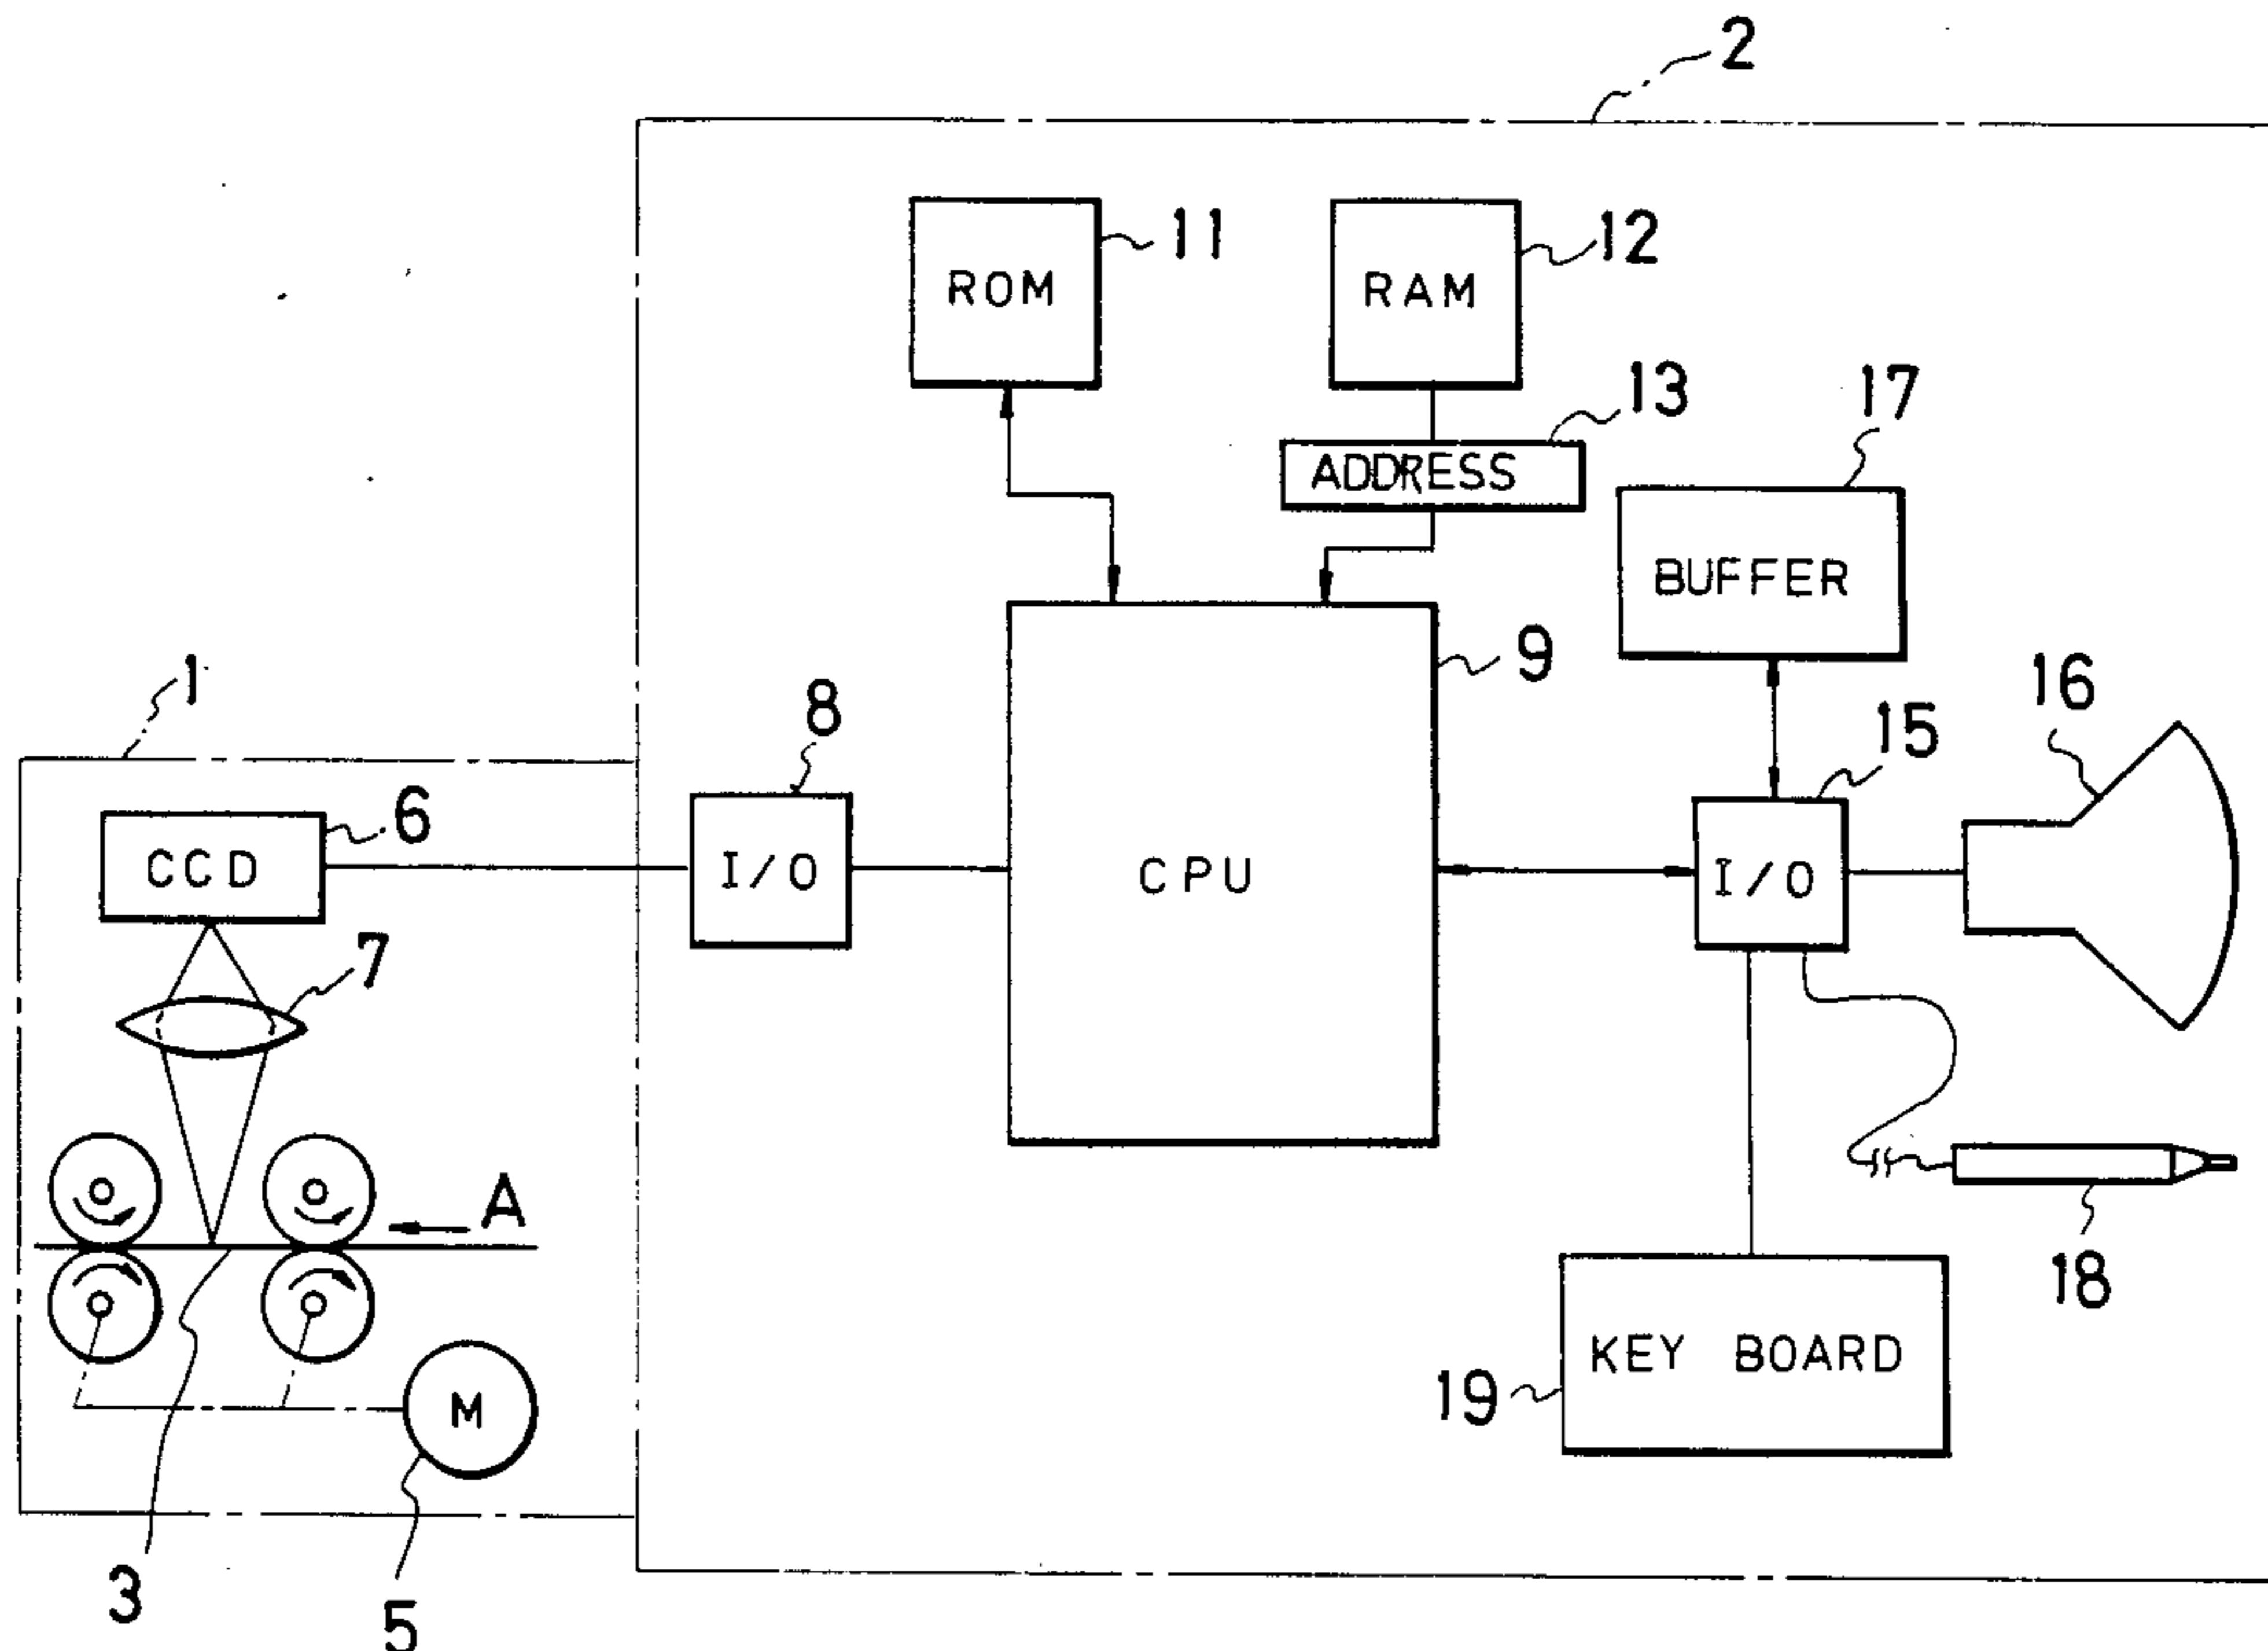 2
ROM
11
RAM
12
ADDRESS
13
BUFFER
17
CPU
9
1
8
I/O
CCD
6
7
15
I/O
16
A
18
KEY BOARD
19
M
3
5